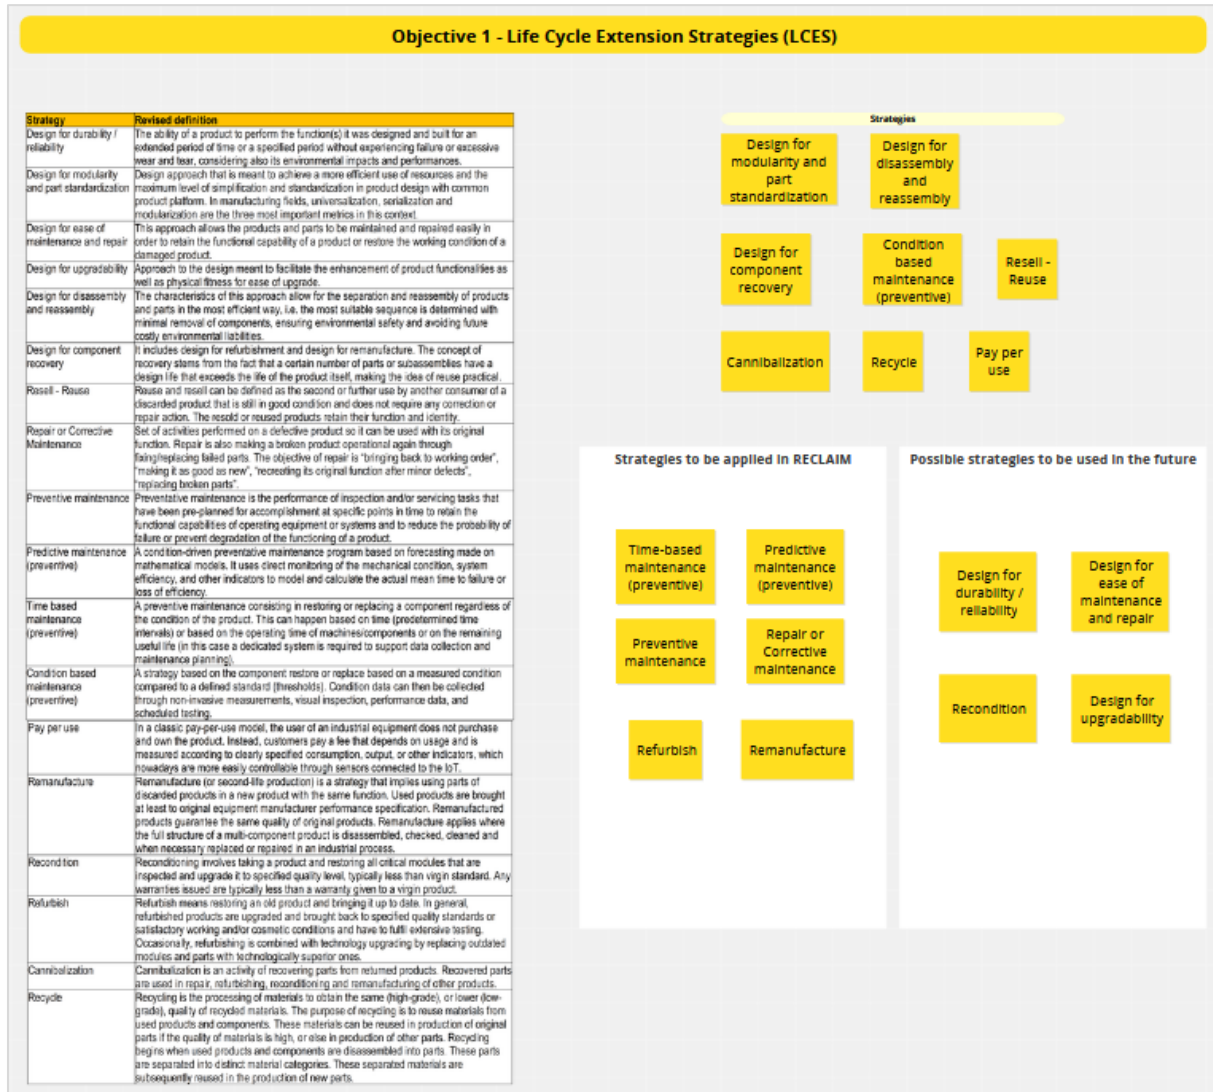 Objective 1 - Life Cycle Extension Strategies (LCES)
Strategy Revised definition
Design for durability /
reliability
The ability of a product to perform the function(s) it was designed and built for an
extended period of time or a specified period without experiencing failure or excessive
wear and tear, considering also its environmental impacts and performances.
Design for modularity
and part standardization
Design approach that is meant to achieve a more efficient use of resources and the
maximum level of simplification and standardization in product design with common
product platform. In manufacturing fields, universalization, serialization and
modularization are the three most important metrics in this context.
Design for ease of
maintenance and repair
This approach allows the products and parts to be maintained and repaired easily in
order to retain the functional capability of a product or restore the working condition of a
damaged product.
Design for upgradability
Approach to the design meant to facilitate the enhancement of product functionalities as
well as physical fitness for ease of upgrade.
Design for disassembly
and reassembly
The characteristics of this approach allow for the separation and reassembly of products
and parts in the most efficient way, i.e. the most suitable sequence is determined with
minimal removal of components, ensuring environmental safety and avoiding future
costly environmental liabilities.
Design for component
recovery
It includes design for refurbishment and design for remanufacture. The concept of
recovery stems from the fact that a certain number of parts or subassemblies have a
design life that exceeds the life of the product itself, making the idea of reuse practical.
Resell - Reuse
Reuse and resell can be defined as the second or further use by another consumer of a
discarded product that is still in good condition and does not require any correction or
repair action. The resold or reused products retain their function and identity.
Repair or Corrective
Maintenance
Set of activities performed on a defective product so it can be used with its original
function. Repair is also making a broken product operational again through
fixing/replacing failed parts. The objective of repair is "bringing back to working order",
"making it as good as new", "recreating its original function after minor defects",
"replacing broken parts".
Preventive maintenance
Preventative maintenance is the performance of inspection and/or servicing tasks that
have been pre-planned for accomplishment at specific points in time to retain the
functional capabilities of operating equipment or systems and to reduce the probability of
failure or prevent degradation of the functioning of a product.
Predictive maintenance
(preventive)
A condition-driven preventative maintenance program based on forecasting made on
mathematical models. It uses direct monitoring of the mechanical condition, system
efficiency, and other indicators to model and calculate the actual mean time to failure or
loss of efficiency.
Time based
maintenance
(preventive)
A preventive maintenance consisting in restoring or replacing a component regardless of
the condition of the product. This can happen based on time (predetermined time
intervals) or based on the operating time of machines/components or on the remaining
useful life (in this case a dedicated system is required to support data collection and
maintenance planning).
Condition based
maintenance
(preventive)
A strategy based on the component restore or replace based on a measured condition
compared to a defined standard (thresholds). Condition data can then be collected
through non-invasive measurements, visual inspection, performance data, and
scheduled testing.
Pay per use
In a classic pay-per-use model, the user of an industrial equipment does not purchase
and own the product. Instead, customers pay a fee that depends on usage and is
measured according to clearly specified consumption, output, or other indicators, which
nowadays are more easily controllable through sensors connected to the IoT.
Remanufacture
Remanufacture (or second-life production) is a strategy that implies using parts of
discarded products in a new product with the same function. Used products are brought
at least to original equipment manufacturer performance specification. Remanufactured
products guarantee the same quality of original products. Remanufacture applies where
the full structure of a multi-component product is disassembled, checked, cleaned and
when necessary replaced or repaired in an industrial process.
Recondition
Reconditioning involves taking a product and restoring all critical modules that are
inspected and upgrade it to specified quality level, typically less than virgin standard. Any
warranties issued are typically less than a warranty given to a virgin product.
Refurbish
Refurbish means restoring an old product and bringing it up to date. In general,
refurbished products are upgraded and brought back to specified quality standards or
satisfactory working and/or cosmetic conditions and have to fulfil extensive testing.
Occasionally, refurbishing is combined with technology upgrading by replacing outdated
modules and parts with technologically superior ones.
Cannibalization
Cannibalization is an activity of recovering parts from returned products. Recovered parts
are used in repair, refurbishing, reconditioning and remanufacturing of other products.
Recycle
Recycling is the processing of materials to obtain the same (high-grade), or lower (low-
grade), quality of recycled materials. The purpose of recycling is to reuse materials from
used products and components. These materials can be reused in production of original
parts if the quality of materials is high, or else in production of other parts. Recycling
begins when used products and components are disassembled into parts. These parts
are separated into distinct material categories. These separated materials are
subsequently reused in the production of new parts.
Strategies
Design for
modularity and
part
standardization
Design for
disassembly
and
reassembly
Design for
component
recovery
Condition
based
maintenance
(preventive)
Resell -
Reuse
Cannibalization
Recycle
Pay per
use
Strategies to be applied in RECLAIM
Time-based
maintenance
(preventive)
Predictive
maintenance
(preventive)
Preventive
maintenance
Repair or
Corrective
maintenance
Refurbish
Remanufacture
Possible strategies to be used in the future
Design for
durability /
reliability
Design for
ease of
maintenance
and repair
Recondition
Design for
upgradability